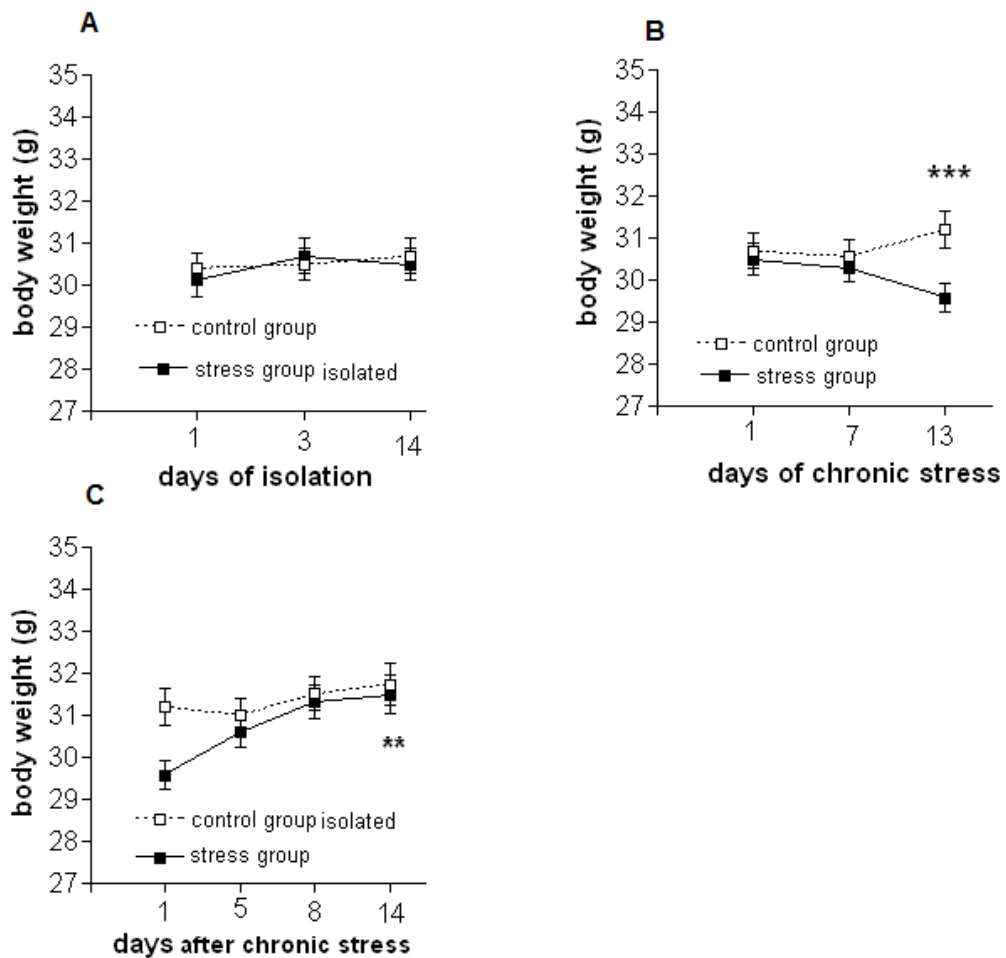 A
body weight (g)
35
34
33
32
31
30
29
28
27
control group
stress group isolated
1 3 14
days of isolation
B
body weight (g)
35
34
33
32
31
30
29
28
27
***
control group
stress group
1 7 13
days of chronic stress
C
body weight (g)
35
34
33
32
31
30
29
28
27
**
control group isolated
stress group
1 5 8 14
days after chronic stress